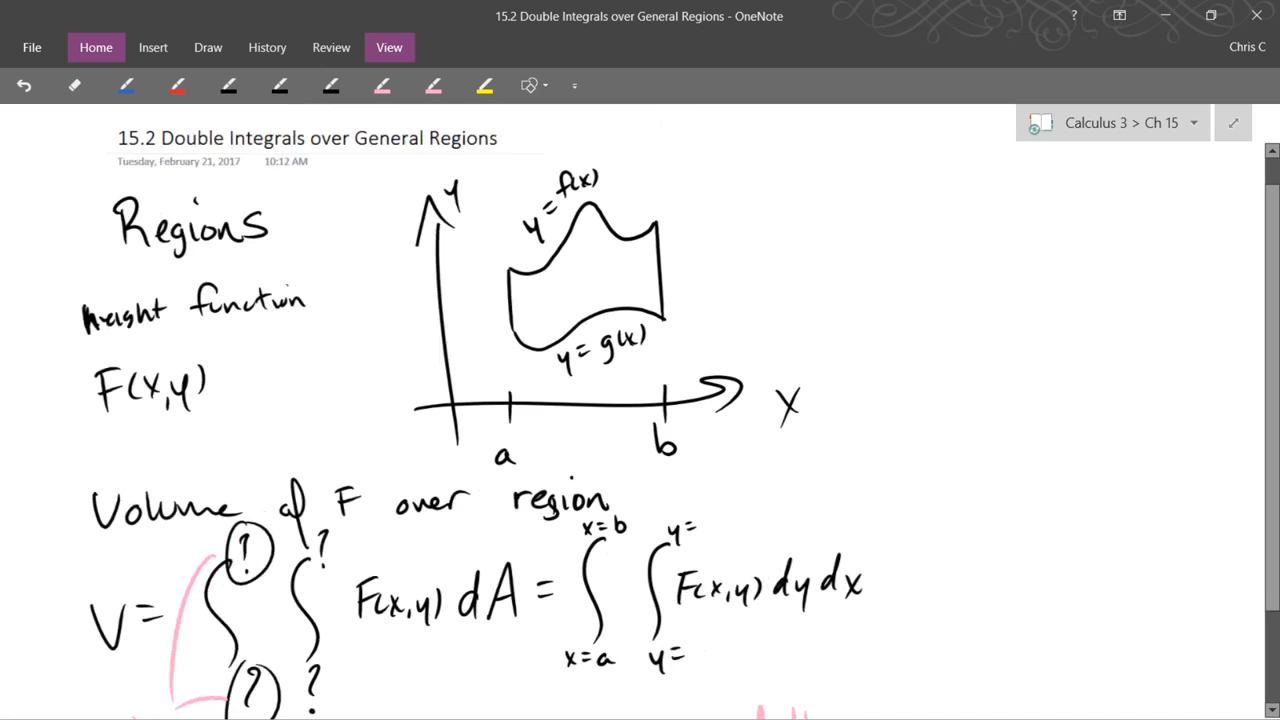 15.2 Double Integrals over General Regions - OneNote
?
File Home Insert Draw History Review View
Chris C
Calculus 3 > Ch 15
15.2 Double Integrals over General Regions
Tuesday, February 21, 2017 10:12 AM
Regions
y
y = f(x)
height function
y = g(x)
F(x,y)
x
a
b
Volume of F over region
V = ∫_?^? ∫_?^? F(x,y) dA = ∫_{x=a}^{x=b} ∫_{y=}^{y=} F(x,y) dy dx